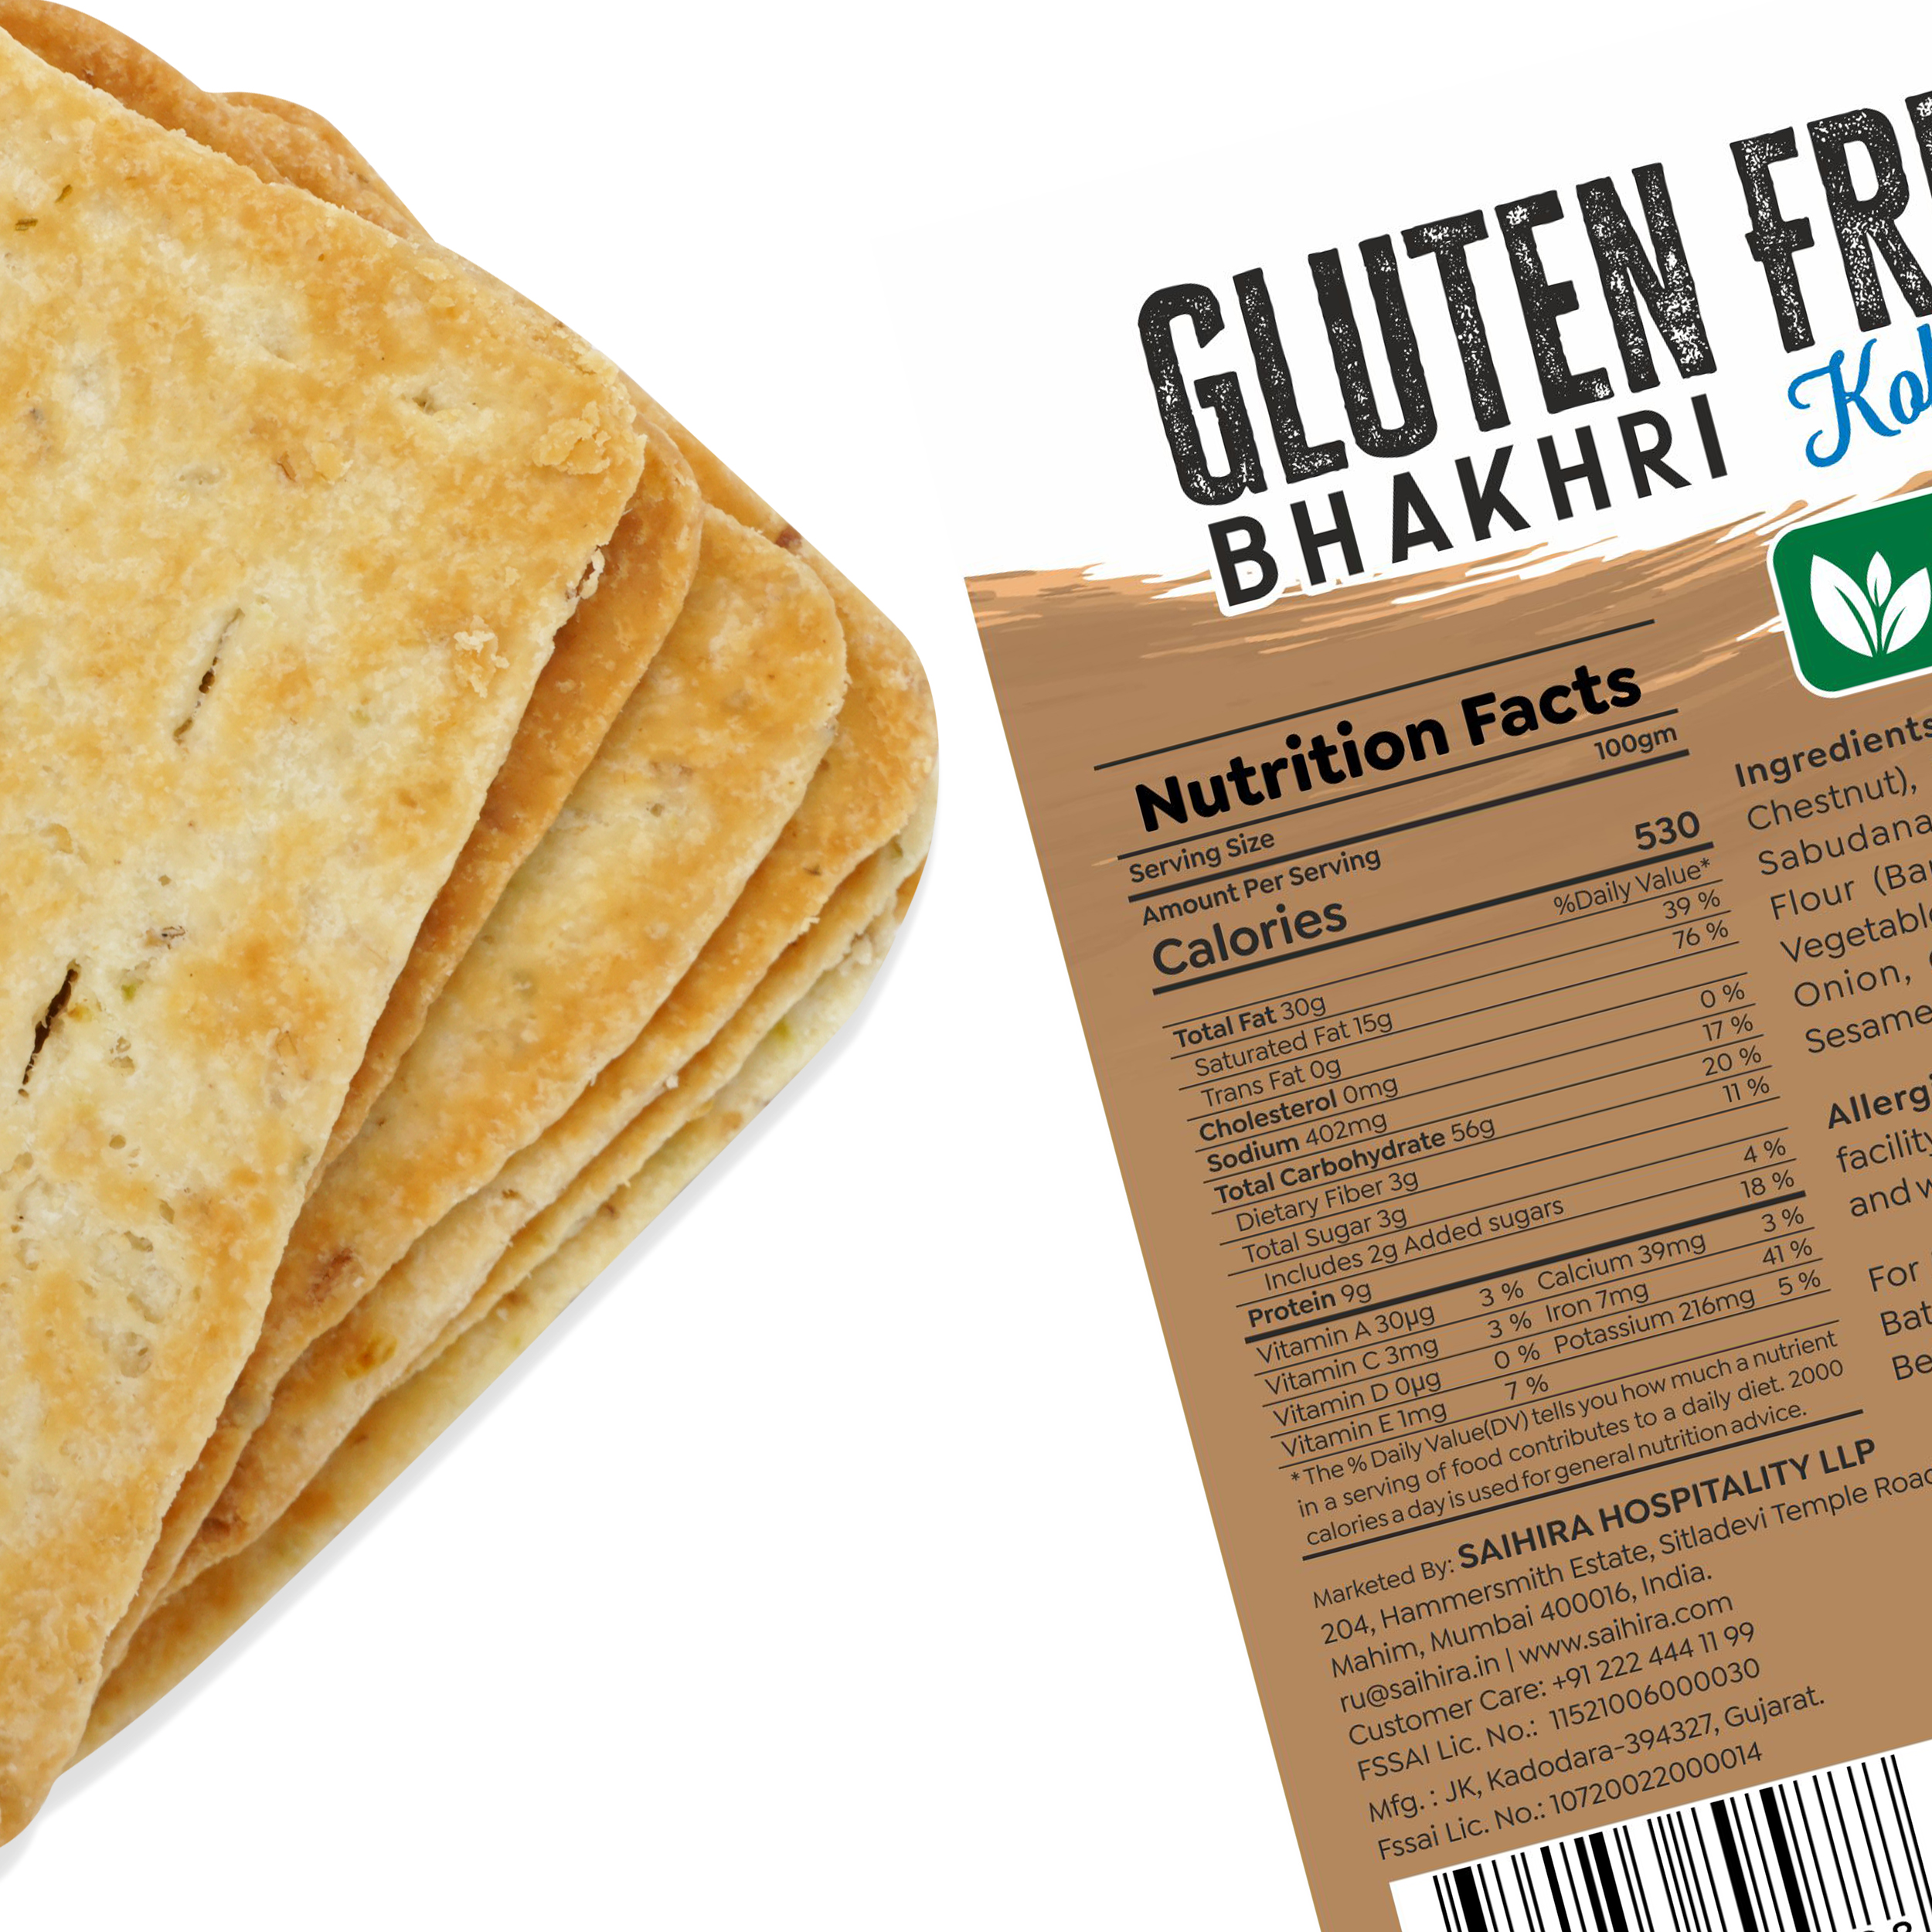 GLUTEN
BHAKHRI
Nutrition Facts
Serving Size 100gm
Amount Per Serving
Calories 530
%Daily Value*
Total Fat 30g 39 %
Saturated Fat 15g 76 %
Trans Fat 0g
Cholesterol 0mg 0 %
Sodium 402mg 17 %
Total Carbohydrate 56g 20 %
Dietary Fiber 3g 11 %
Total Sugar 3g
Includes 2g Added sugars 4 %
Protein 9g 18 %
Vitamin A 30µg 3 % Calcium 39mg 3 %
Vitamin C 3mg 3 % Iron 7mg 41 %
Vitamin D 0µg 0 % Potassium 216mg 5 %
Vitamin E 1mg 7 %
*The % Daily Value(DV) tells you how much a nutrient
in a serving of food contributes to a daily diet. 2000
calories a day is used for general nutrition advice.
Marketed By: SAIHIRA HOSPITALITY LLP
204, Hammersmith Estate, Sitladevi Temple Road
Mahim, Mumbai 400016, India.
ru@saihira.in | www.saihira.com
Customer Care: +91 222 444 11 99
FSSAI Lic. No.: 11521006000030
Mfg. : JK, Kadodara-394327, Gujarat.
Fssai Lic. No.: 10720022000014
Ingredients
Chestnut),
Sabudana
Flour
Onion,
Sesame
facility
and
For